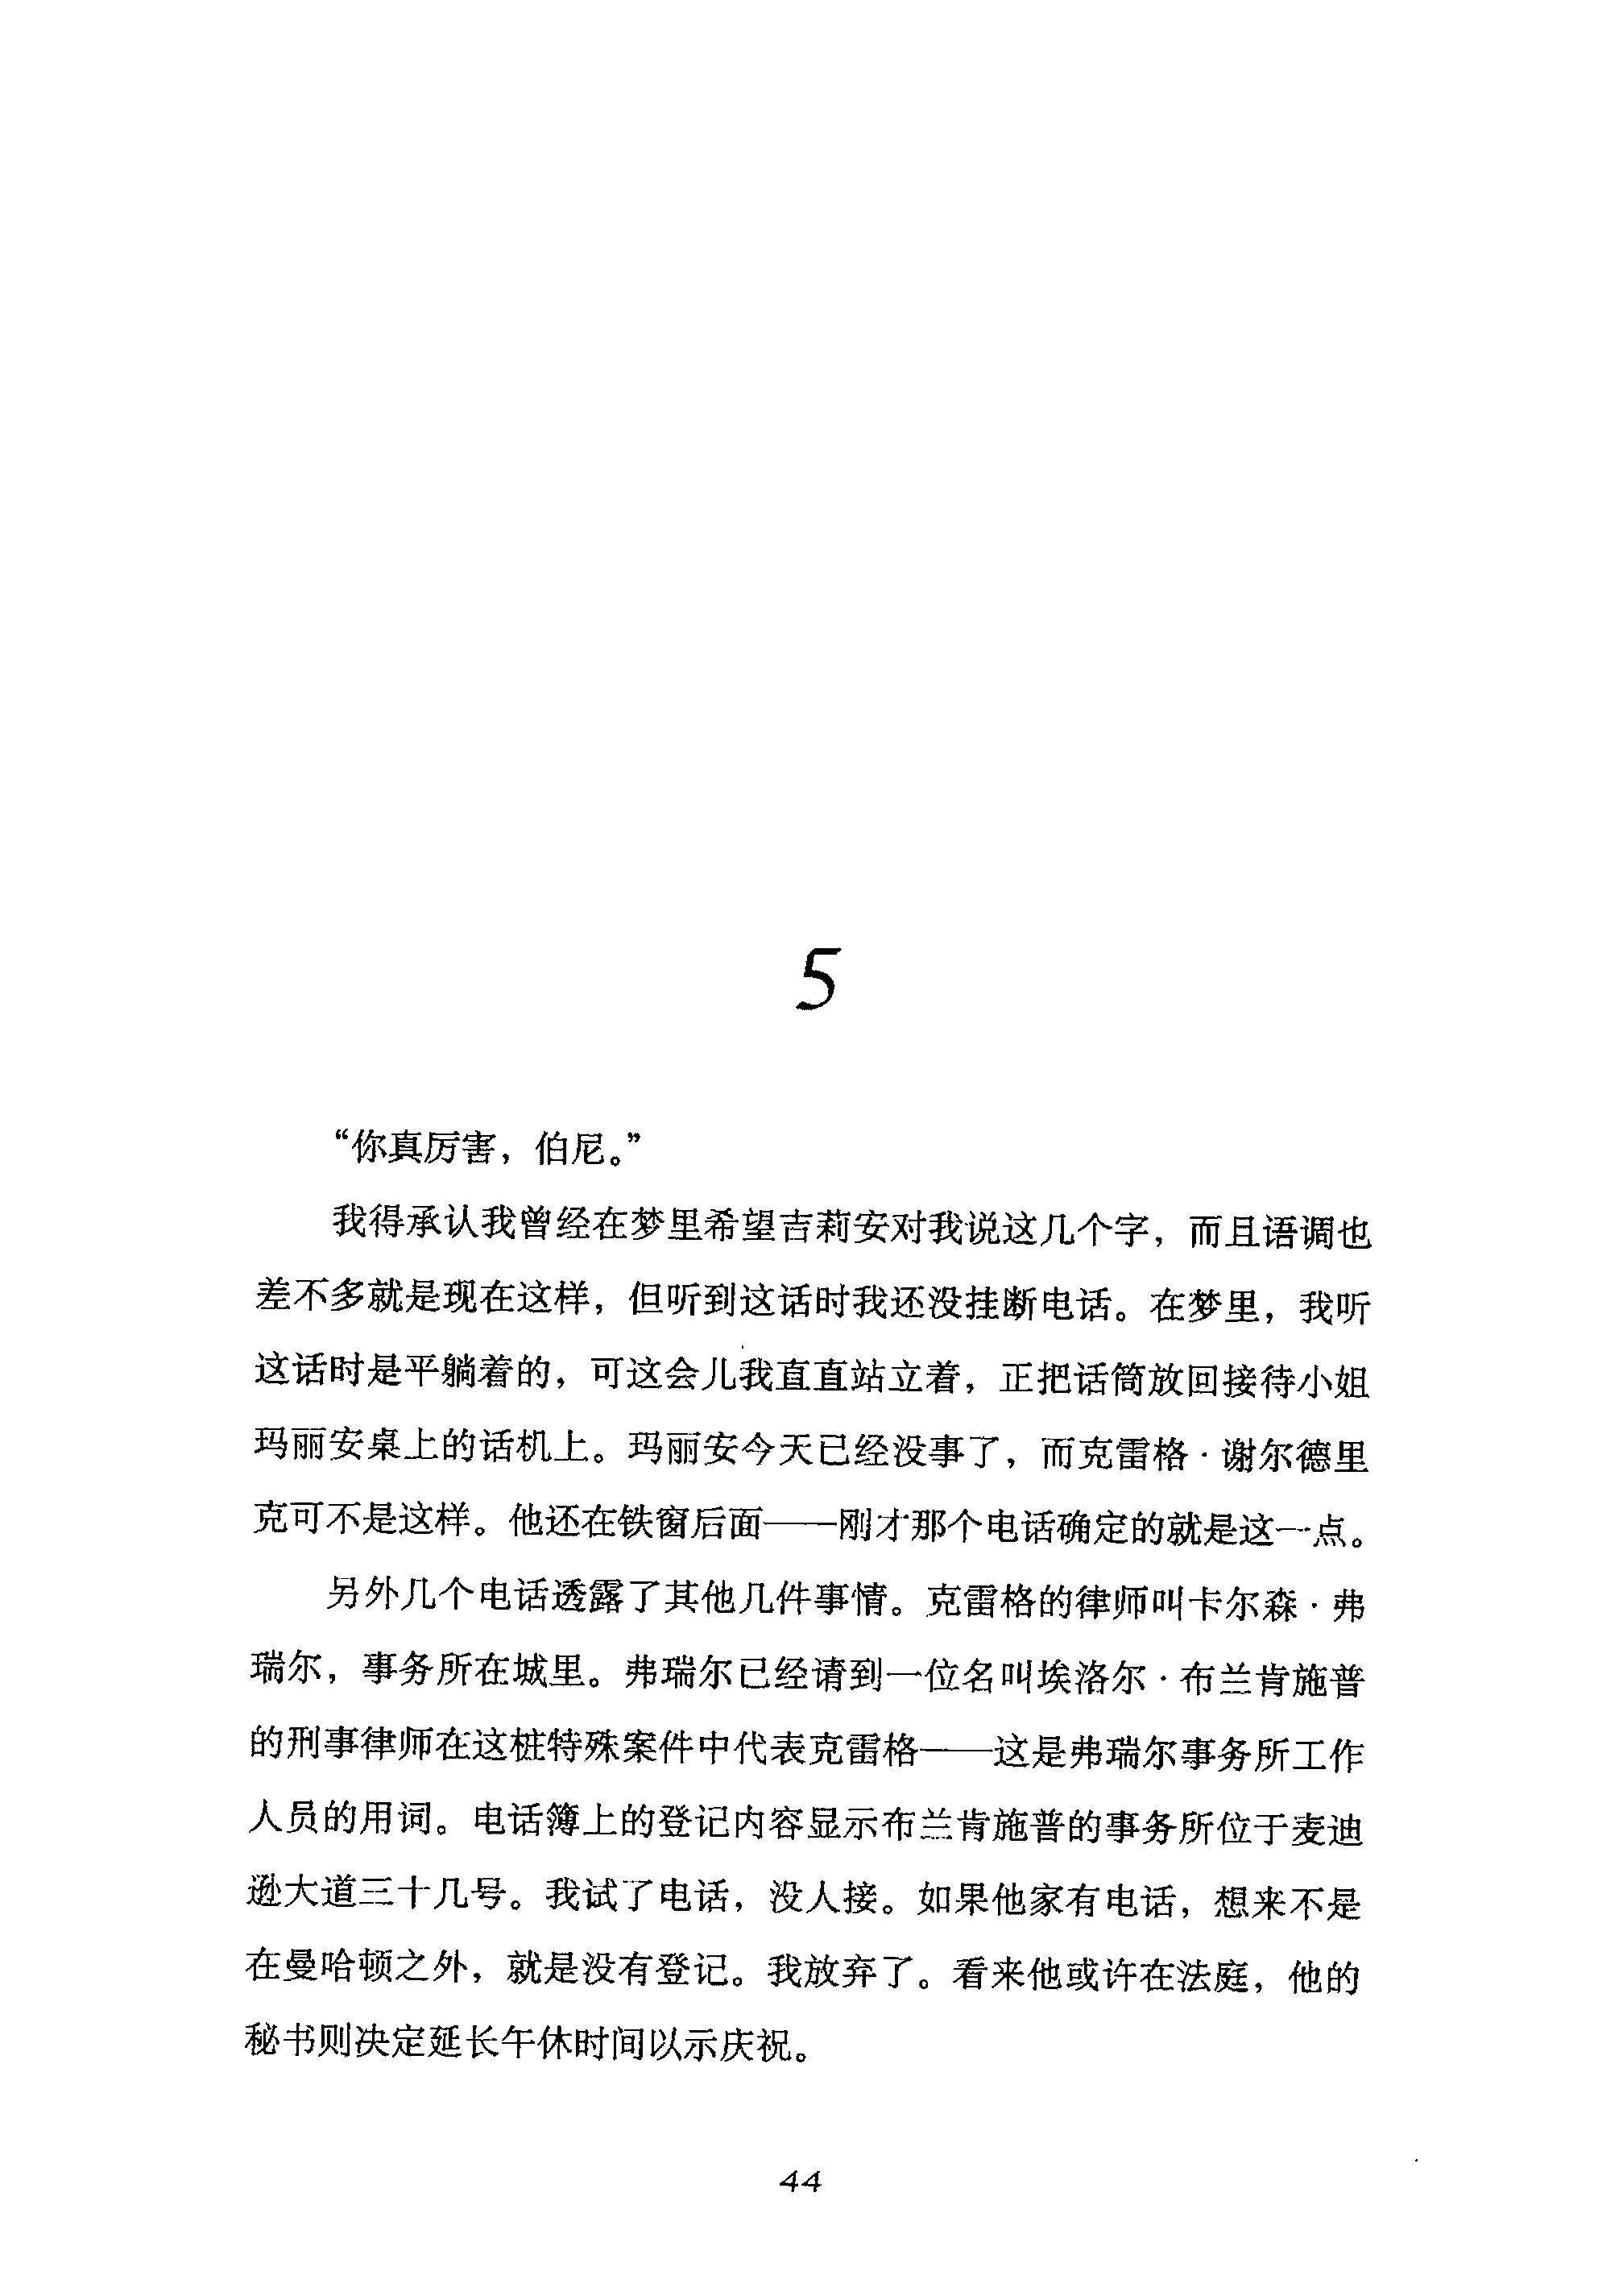 5
“你真厉害，伯尼。”
我得承认我曾经在梦里希望吉莉安对我说这几个字，而且语调也
差不多就是现在这样，但听到这话时我还没挂断电话。在梦里，我听
这话时是平躺着的，可这会儿我直直站立着，正把话筒放回接待小姐
玛丽安桌上的话机上。玛丽安今天已经没事了，而克雷格·谢尔德里
克可不是这样。他还在铁窗后面——刚才那个电话确定的就是这一点。
另外几个电话透露了其他几件事情。克雷格的律师叫卡尔森·弗
瑞尔，事务所在城里。弗瑞尔已经请到一位名叫埃洛尔·布兰肯施普
的刑事律师在这桩特殊案件中代表克雷格——这是弗瑞尔事务所工作
人员的用词。电话簿上的登记内容显示布兰肯施普的事务所位于麦迪
逊大道三十几号。我试了电话，没人接。如果他家有电话，想来不是
在曼哈顿之外，就是没有登记。我放弃了。看来他或许在法庭，他的
秘书则决定延长午休时间以示庆祝。
44